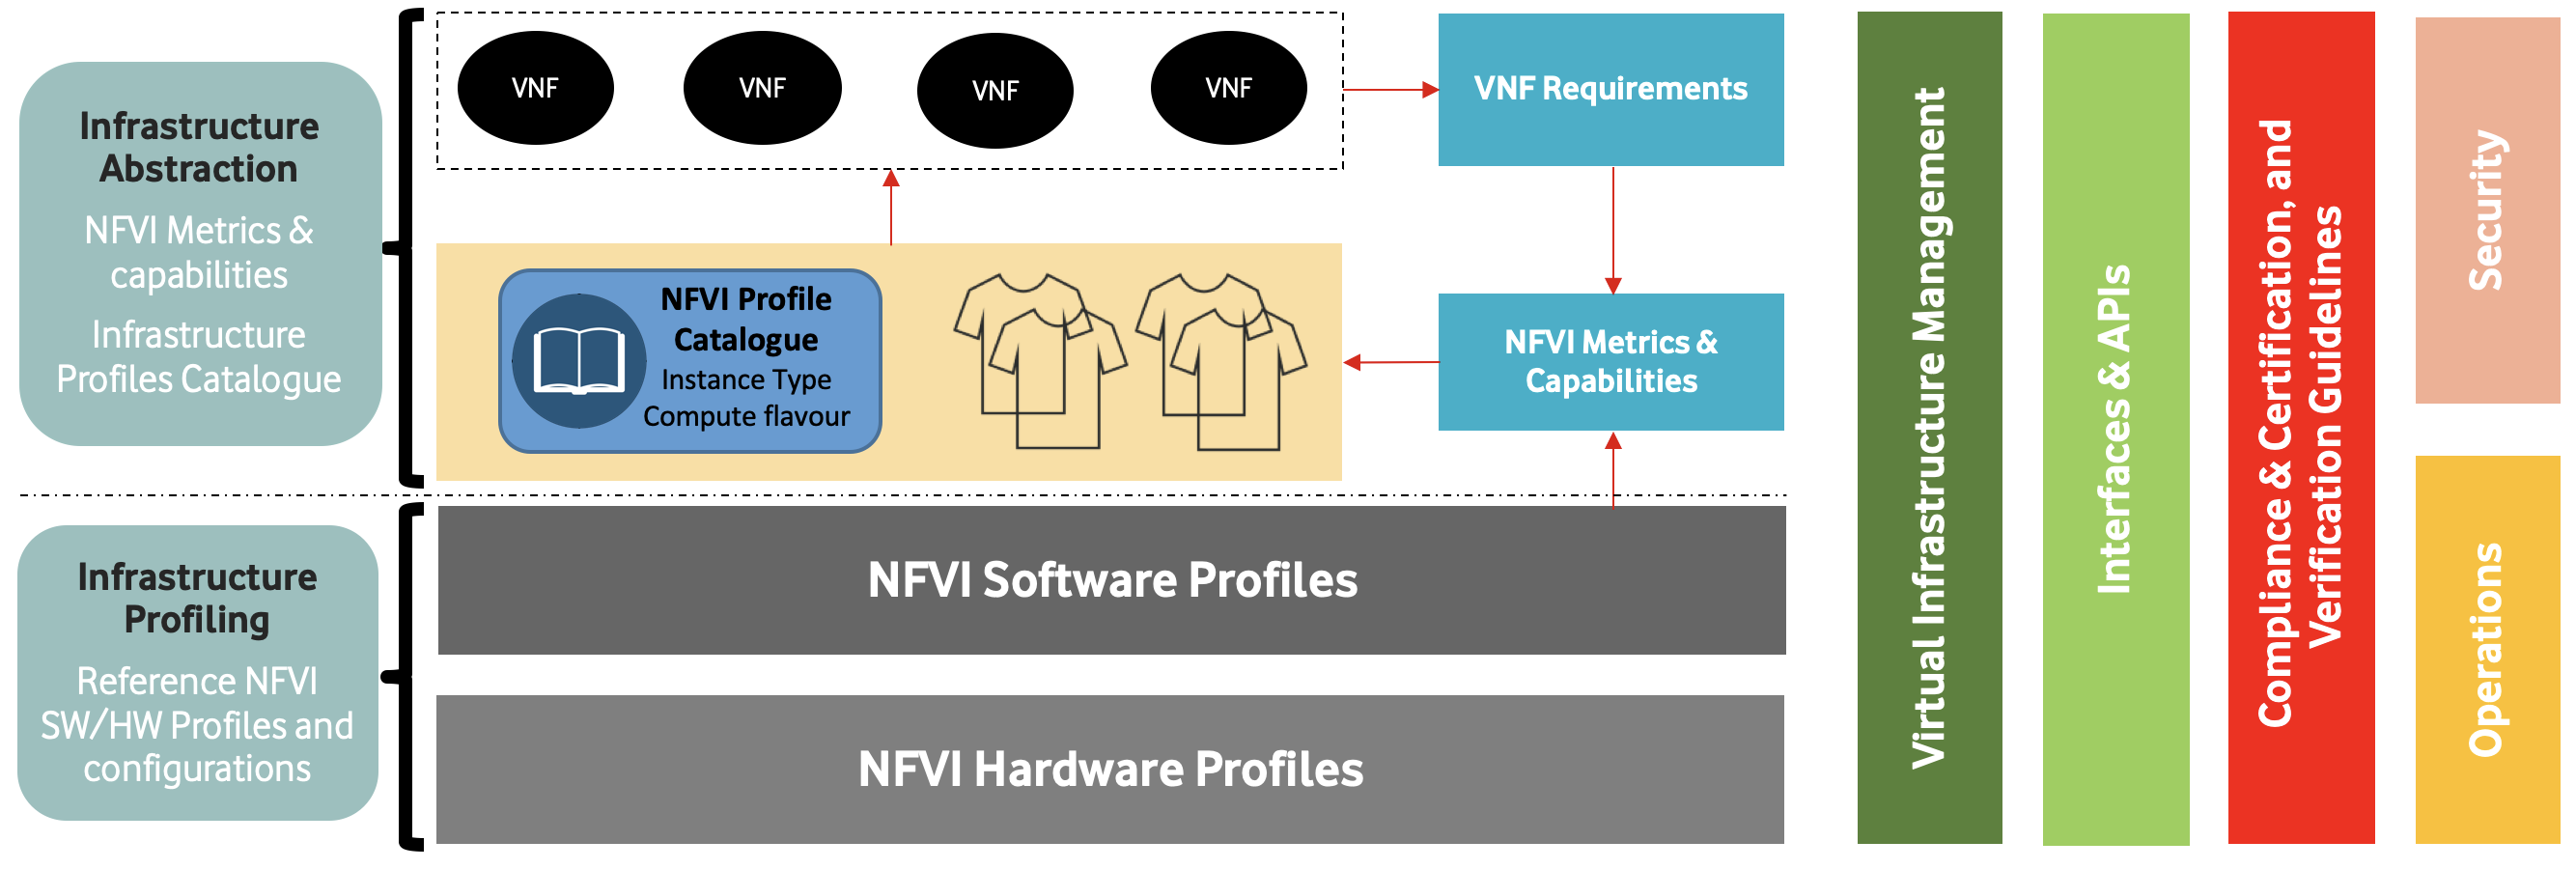 Infrastructure
Abstraction
NFVI Metrics &
capabilities
Infrastructure
Profiles Catalogue
VNF
VNF
VNF
VNF
VNF Requirements
NFVI Profile
Catalogue
Instance Type
Compute flavour
NFVI Metrics &
Capabilities
Infrastructure
Profiling
Reference NFVI
SW/HW Profiles and
configurations
NFVI Software Profiles
NFVI Hardware Profiles
Virtual Infrastructure Management
Interfaces & APIs
Compliance & Certification, and
Verification Guidelines
Security
Operations